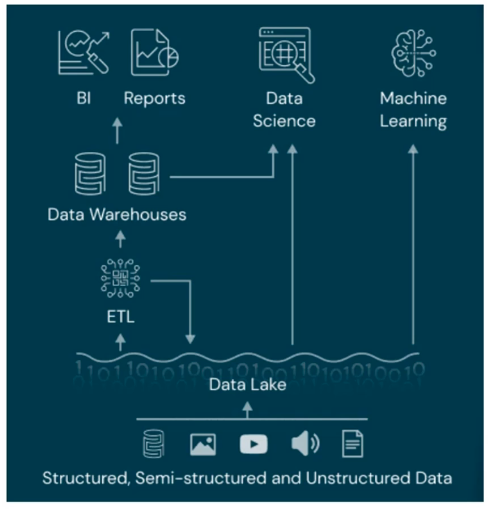 BI
Reports
Data
Science
Machine
Learning
Data Warehouses
ETL
Data Lake
Structured, Semi-structured and Unstructured Data